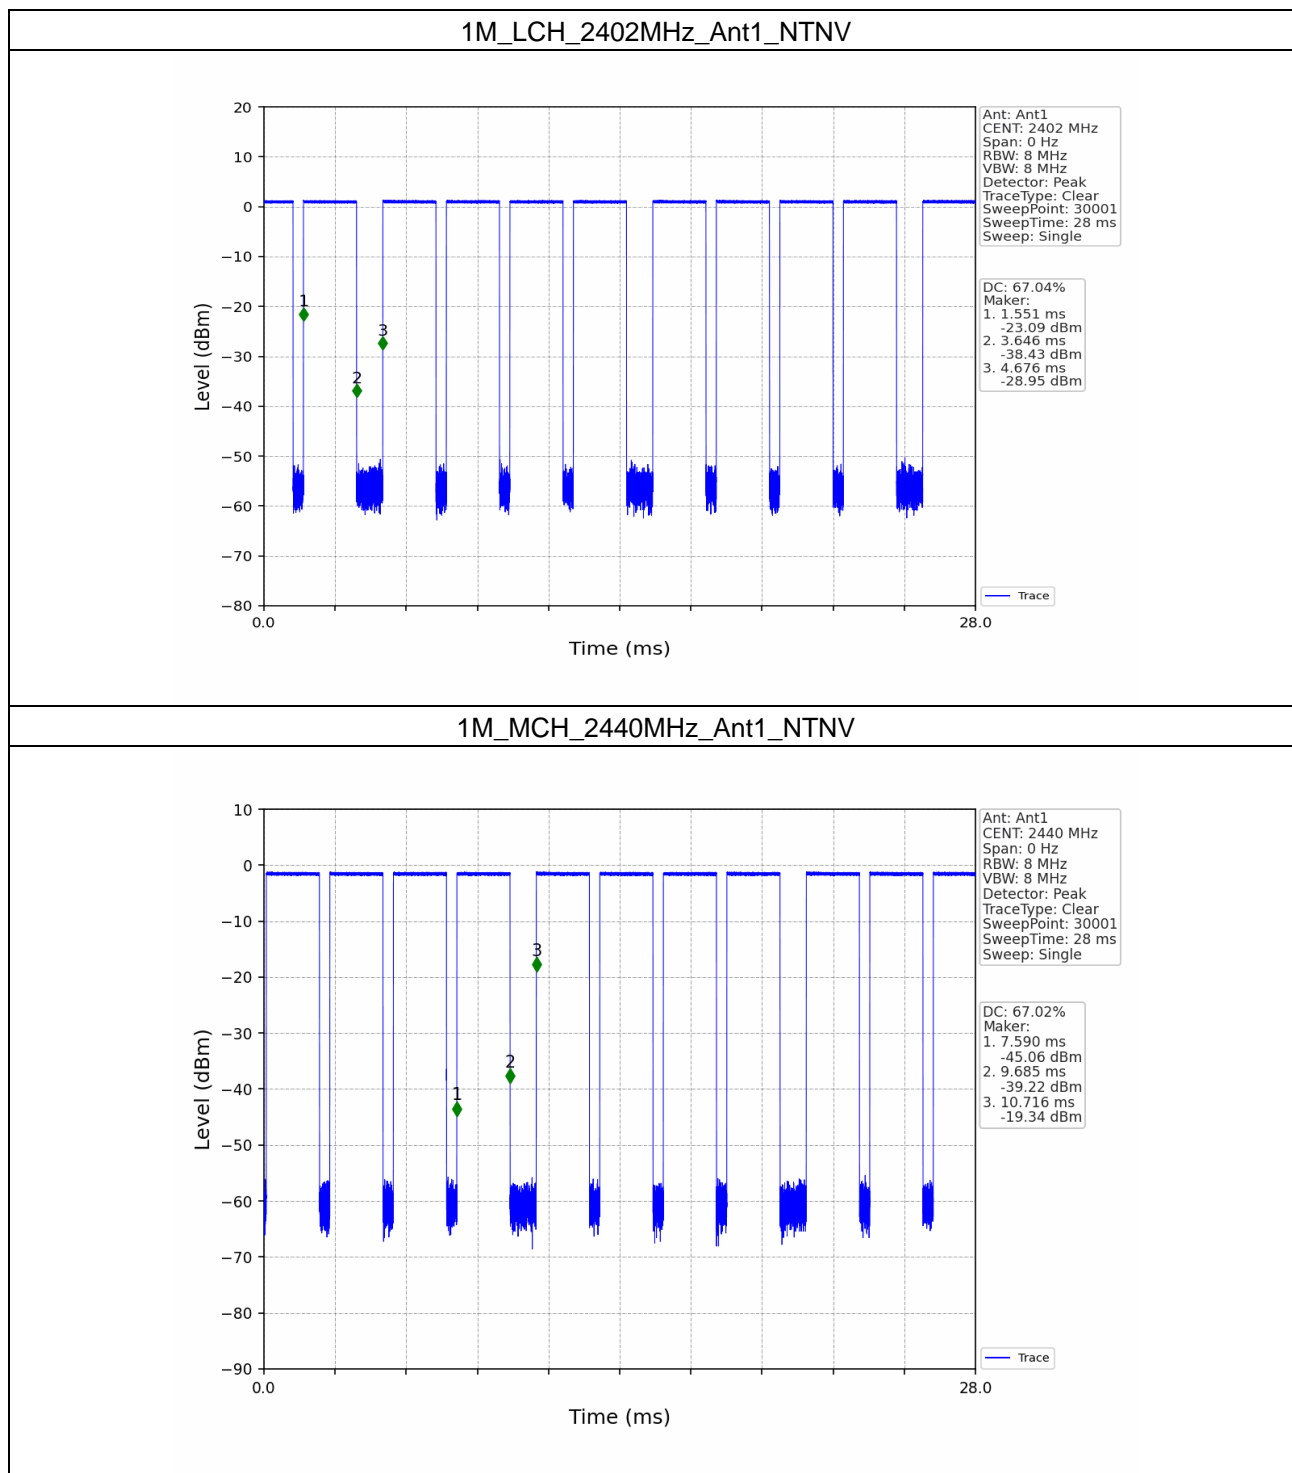 1M_LCH_2402MHz_Ant1_NTNV
20
10
0
−10
−20
−30
−40
−50
−60
−70
−80
Level (dBm)
1
2
3
0.0
28.0
Time (ms)
Ant: Ant1
CENT: 2402 MHz
Span: 0 Hz
RBW: 8 MHz
VBW: 8 MHz
Detector: Peak
TraceType: Clear
SweepPoint: 30001
SweepTime: 28 ms
Sweep: Single
DC: 67.04%
Maker:
1. 1.551 ms
-23.09 dBm
2. 3.646 ms
-38.43 dBm
3. 4.676 ms
-28.95 dBm
Trace
1M_MCH_2440MHz_Ant1_NTNV
10
0
−10
−20
−30
−40
−50
−60
−70
−80
−90
Level (dBm)
1
2
3
0.0
28.0
Time (ms)
Ant: Ant1
CENT: 2440 MHz
Span: 0 Hz
RBW: 8 MHz
VBW: 8 MHz
Detector: Peak
TraceType: Clear
SweepPoint: 30001
SweepTime: 28 ms
Sweep: Single
DC: 67.02%
Maker:
1. 7.590 ms
-45.06 dBm
2. 9.685 ms
-39.22 dBm
3. 10.716 ms
-19.34 dBm
Trace